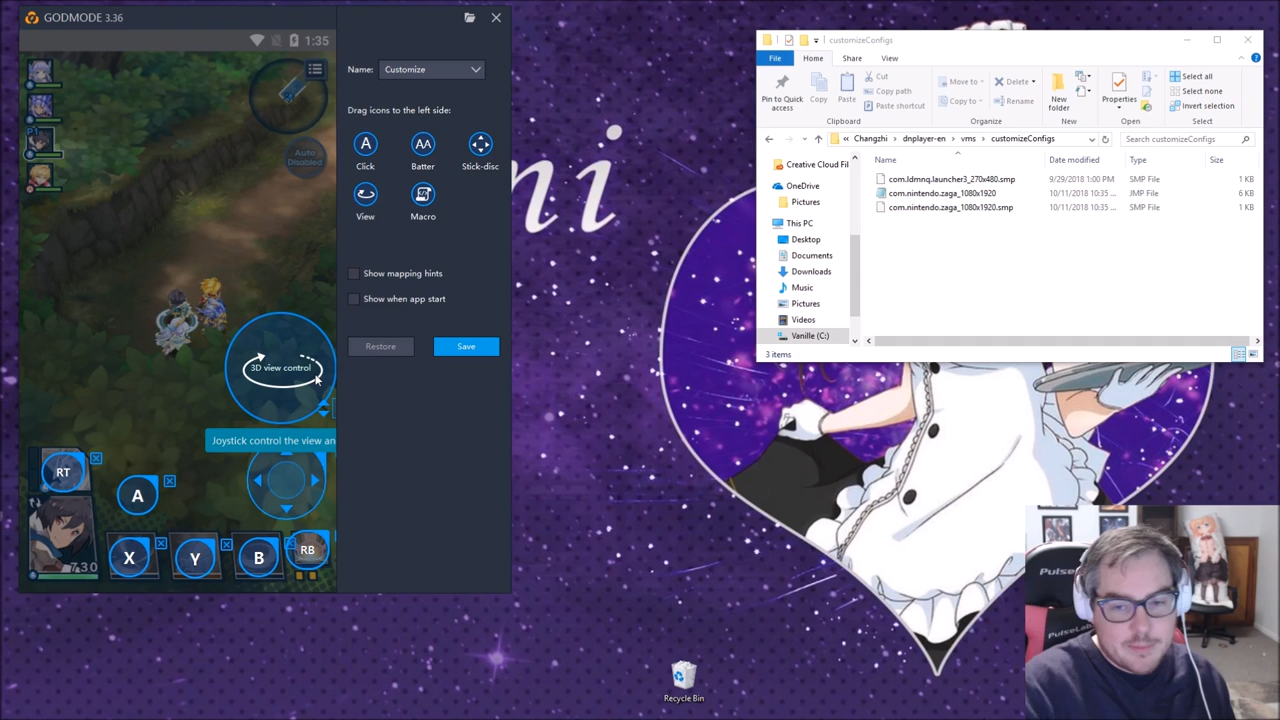 GODMODE 3.36
1:35
P1
Auto
Disabled
3D view control
Joystick control the view an
RT
A
X
Y
B
RB
730
Name:
Customize
Drag icons to the left side:
A
AA
Click
Batter
Stick-disc
View
Macro
Show mapping hints
Show when app start
Restore
Save
ni
Recycle Bin
customizeConfigs
File
Home
Share
View
Pin to Quick
access
Copy
Paste
Cut
Copy path
Paste shortcut
Clipboard
Move to
Copy to
Delete
Rename
Organize
New
folder
New
Properties
Open
Select all
Select none
Invert selection
Select
« Changzhi > dnplayer-en > vms > customizeConfigs
Search customizeConfigs
Creative Cloud Fil
OneDrive
Pictures
This PC
Desktop
Documents
Downloads
Music
Pictures
Videos
Vanille (C:)
Name
Date modified
Type
Size
com.ldmnq.launcher3_270x480.smp
9/29/2018 1:00 PM
SMP File
1 KB
com.nintendo.zaga_1080x1920
10/11/2018 10:35 ...
JMP File
6 KB
com.nintendo.zaga_1080x1920.smp
10/11/2018 10:35 ...
SMP File
1 KB
3 items
PulseLa
PulseLab